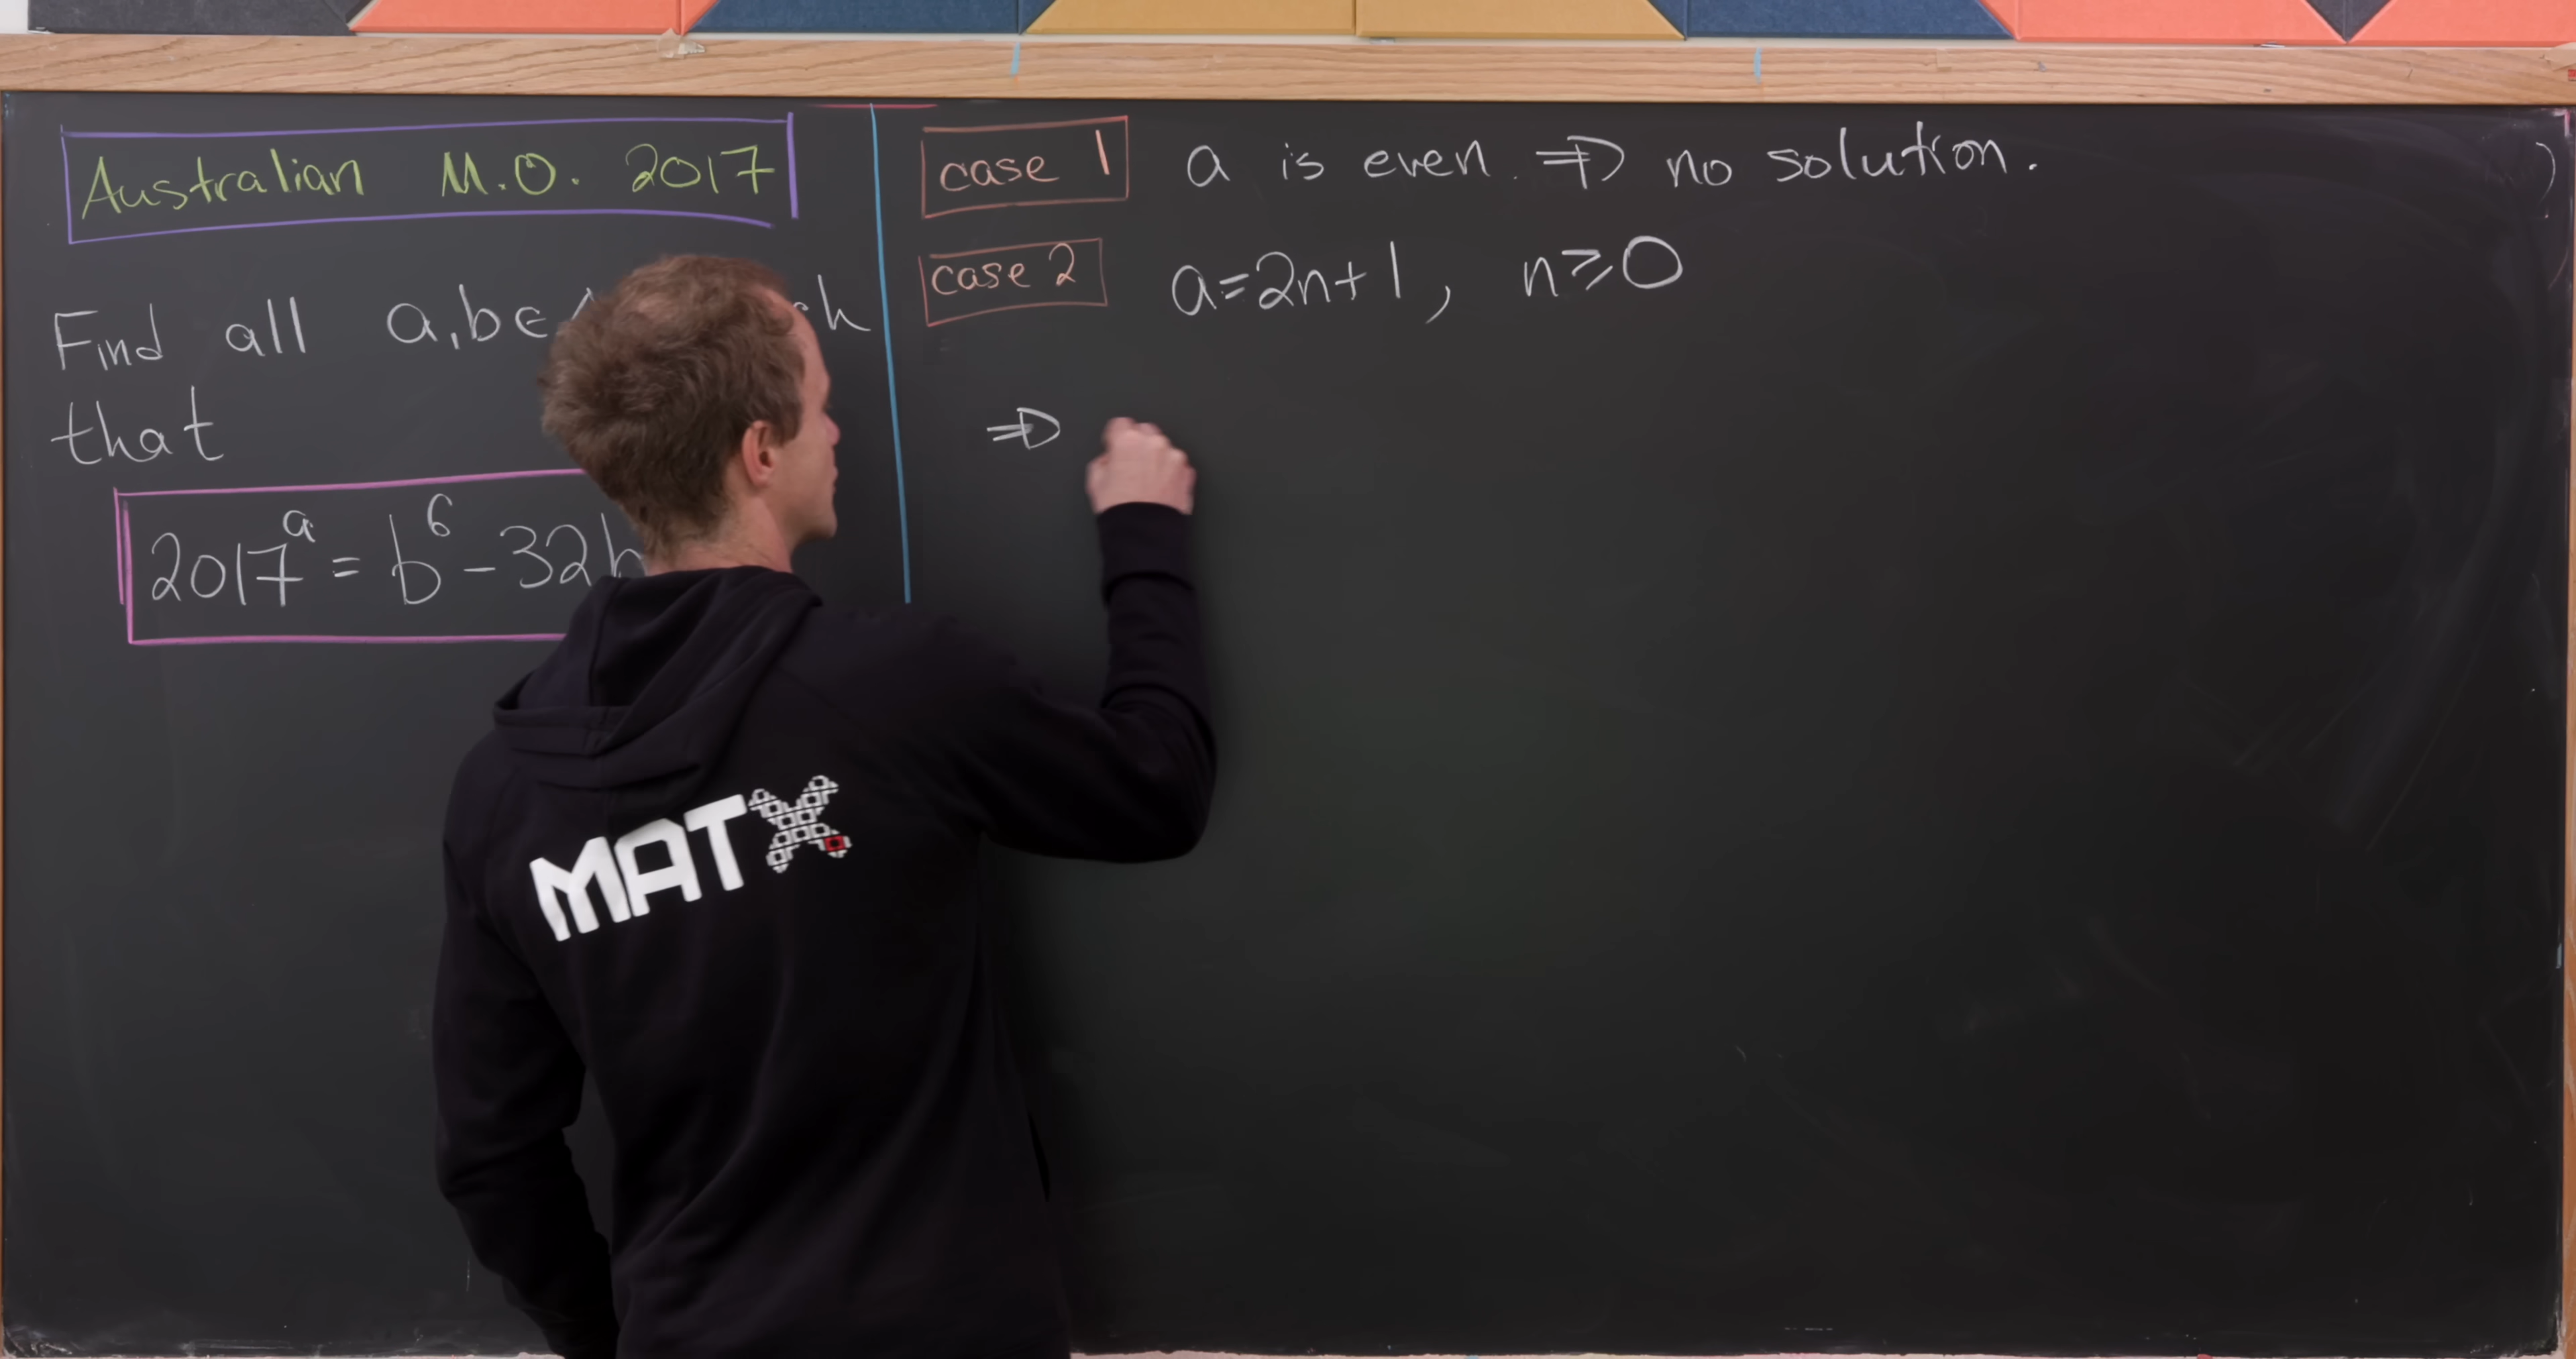 Australian M.O. 2017
Find all a,b∈
that
2017^a = b^6 - 32b
case 1 a is even. ⇒ no solution.
case 2 a=2n+1, n≥0
⇒
MATX